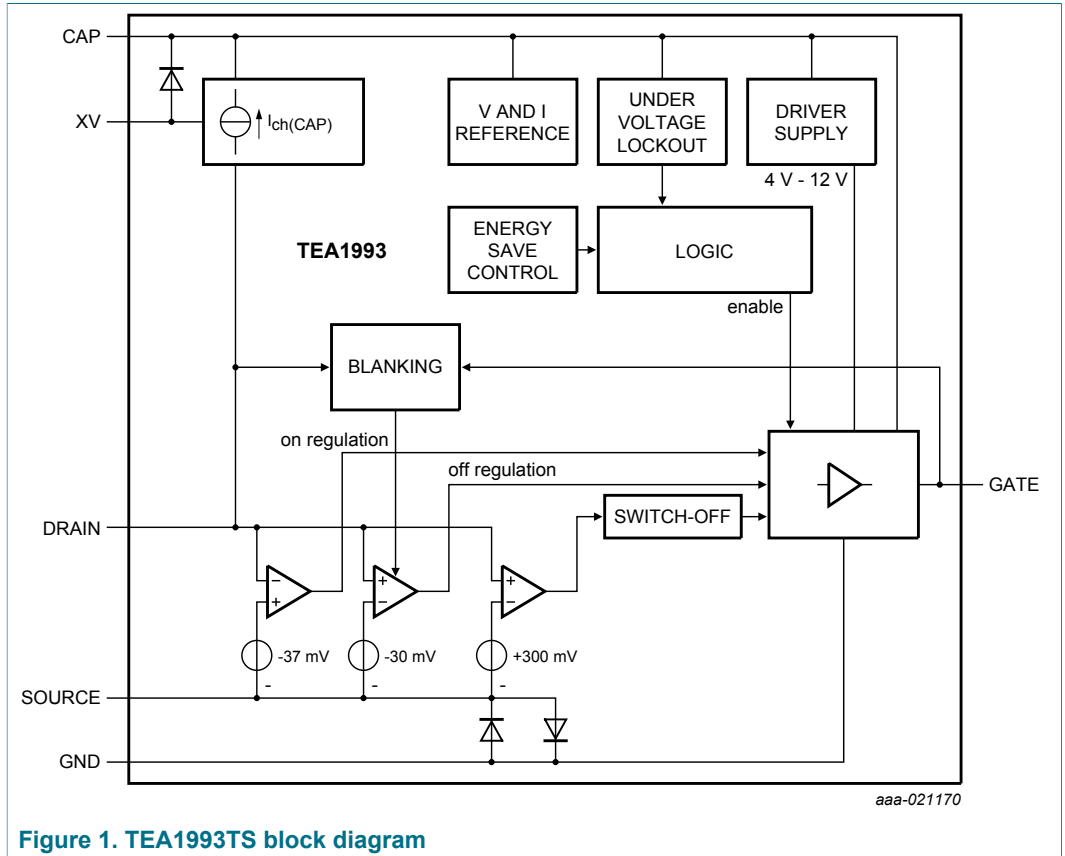 CAP
XV
Ich(CAP)
V AND I
REFERENCE
UNDER
VOLTAGE
LOCKOUT
DRIVER
SUPPLY
4 V - 12 V
TEA1993
ENERGY
SAVE
CONTROL
LOGIC
enable
BLANKING
on regulation
off regulation
GATE
SWITCH-OFF
DRAIN
-
+
+
-
+
-
-37 mV
-30 mV
+300 mV
-
-
-
SOURCE
GND
aaa-021170
Figure 1. TEA1993TS block diagram